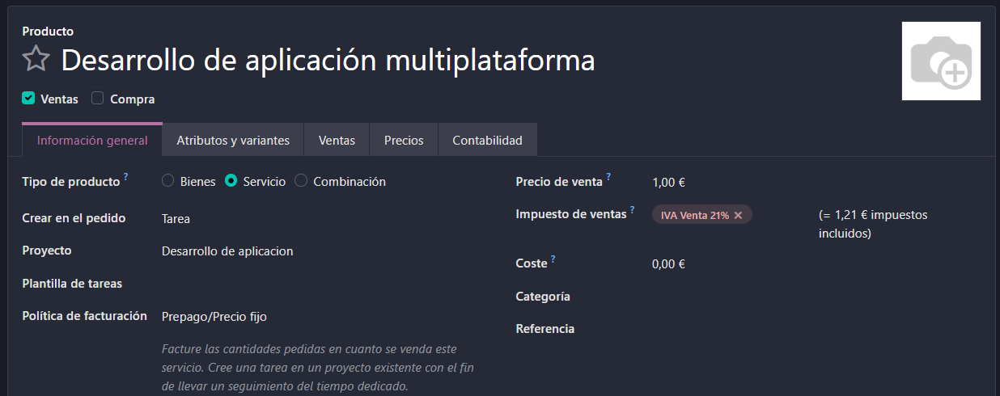 Producto
Desarrollo de aplicación multiplataforma
Ventas Compra
Información general Atributos y variantes Ventas Precios Contabilidad
Tipo de producto ? Bienes Servicio Combinación
Crear en el pedido Tarea
Proyecto Desarrollo de aplicacion
Plantilla de tareas
Política de facturación Prepago/Precio fijo
Facture las cantidades pedidas en cuanto se venda este
servicio. Cree una tarea en un proyecto existente con el fin
de llevar un seguimiento del tiempo dedicado.
Precio de venta ? 1,00 €
Impuesto de ventas ? IVA Venta 21% × (= 1,21 € impuestos
incluidos)
Coste ? 0,00 €
Categoría
Referencia